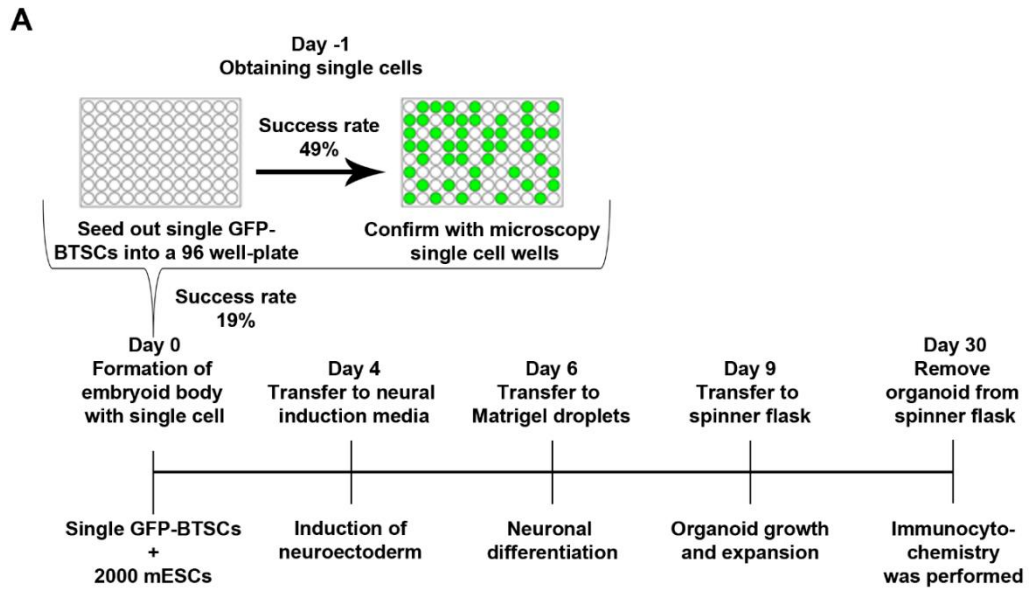 A
Day -1
Obtaining single cells
Success rate
49%
Seed out single GFP-
BTSCs into a 96 well-plate
Confirm with microscopy
single cell wells
Success rate
19%
Day 0
Formation of
embryoid body
with single cell
Day 4
Transfer to neural
induction media
Day 6
Transfer to
Matrigel droplets
Day 9
Transfer to
spinner flask
Day 30
Remove
organoid from
spinner flask
Single GFP-BTSCs
+
2000 mESCs
Induction of
neuroectoderm
Neuronal
differentiation
Organoid growth
and expansion
Immunocyto-
chemistry
was performed